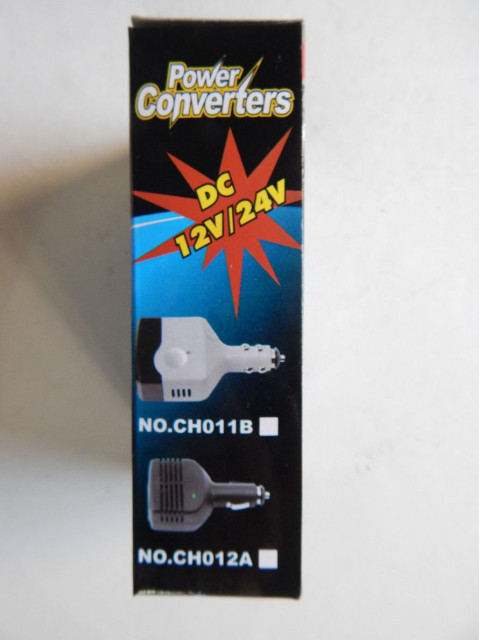 Power
Converters
DC
12V/24V
NO.CH011B
NO.CH012A